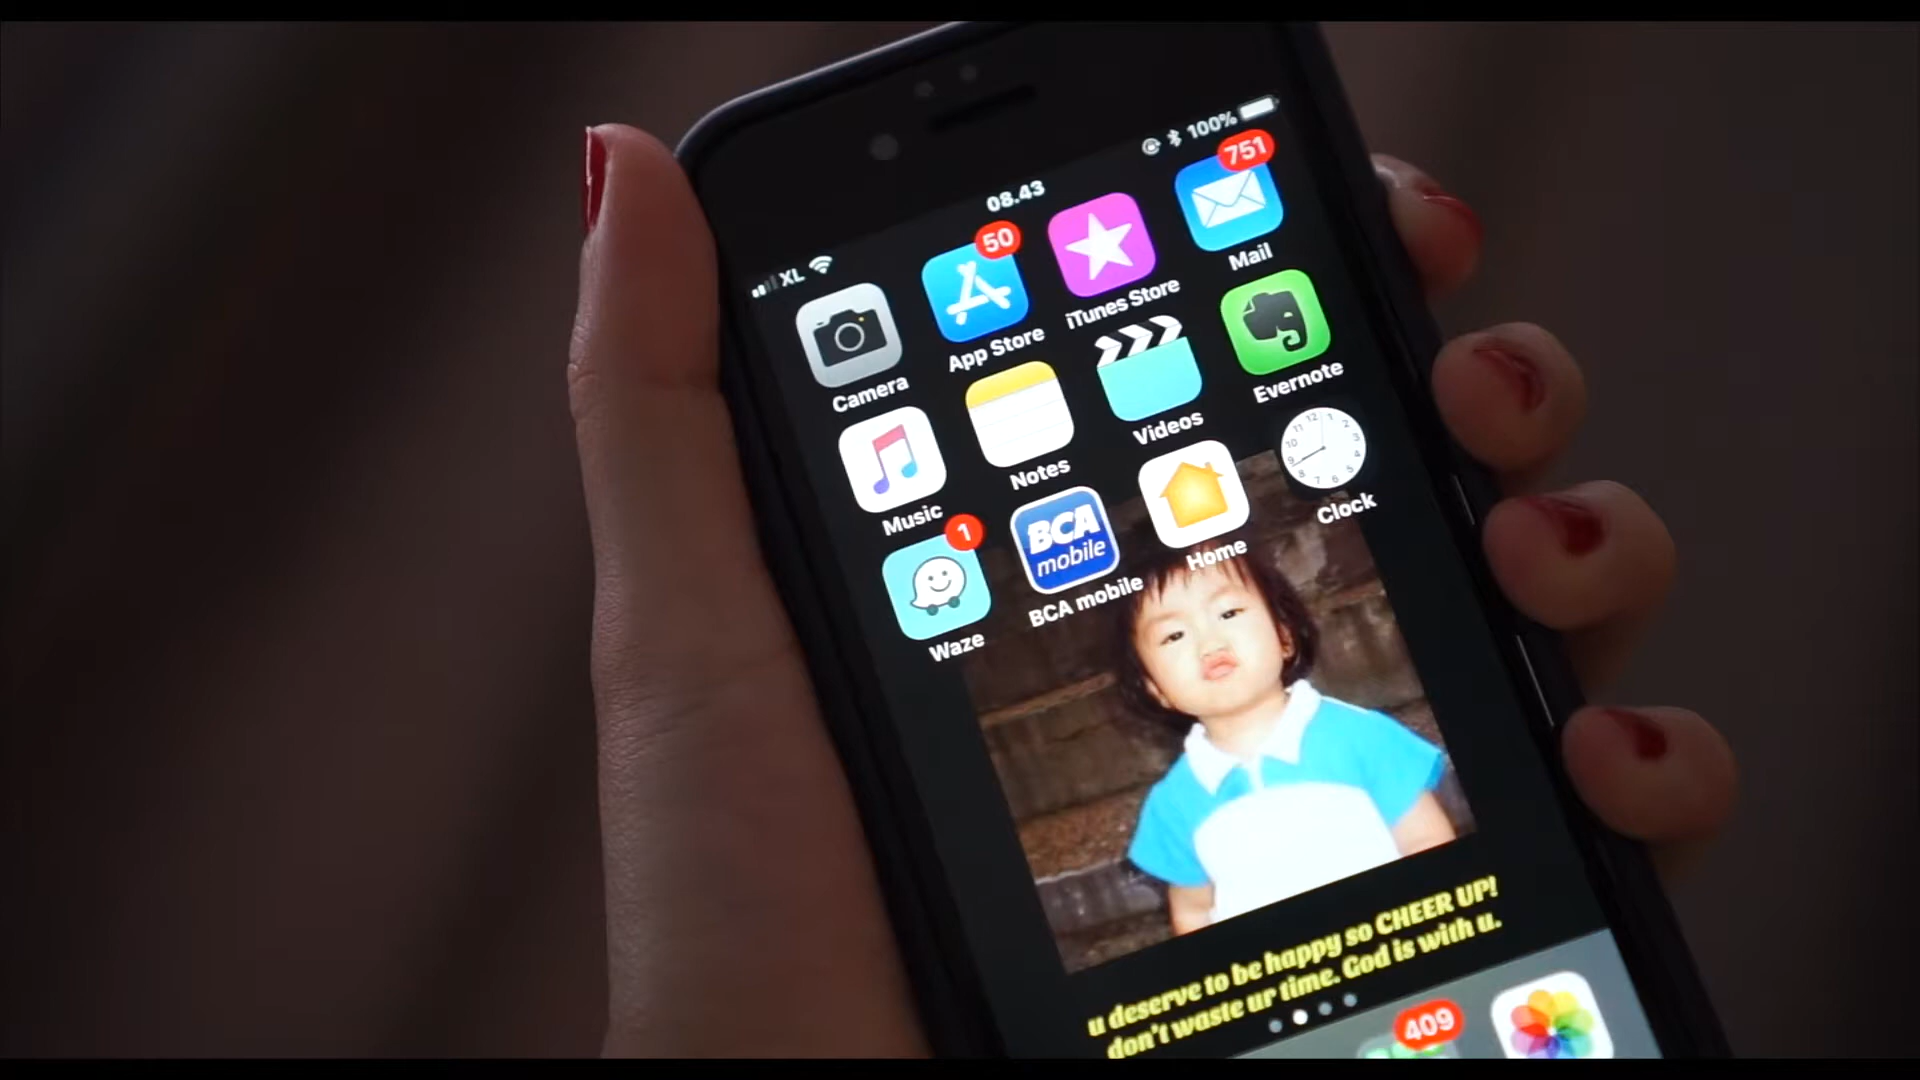 XL
08.43
100%
50
751
Camera
App Store
iTunes Store
Mail
Music
Notes
Videos
Evernote
1
BCA
mobile
Waze
BCA mobile
Home
Clock
u deserve to be happy so CHEER UP!
don't waste ur time. God is with u.
409